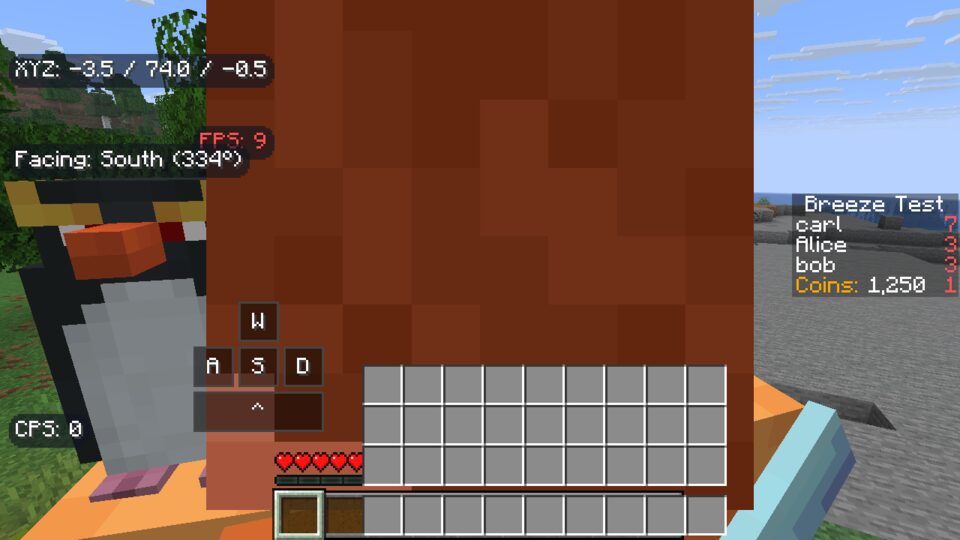 XYZ: -3.5 / 74.0 / -0.5
FPS: 9
Facing: South (334º)
Breeze Test
carl 7
Alice 3
bob 3
Coins: 1,250 1
W
A S D
^
CPS: 0